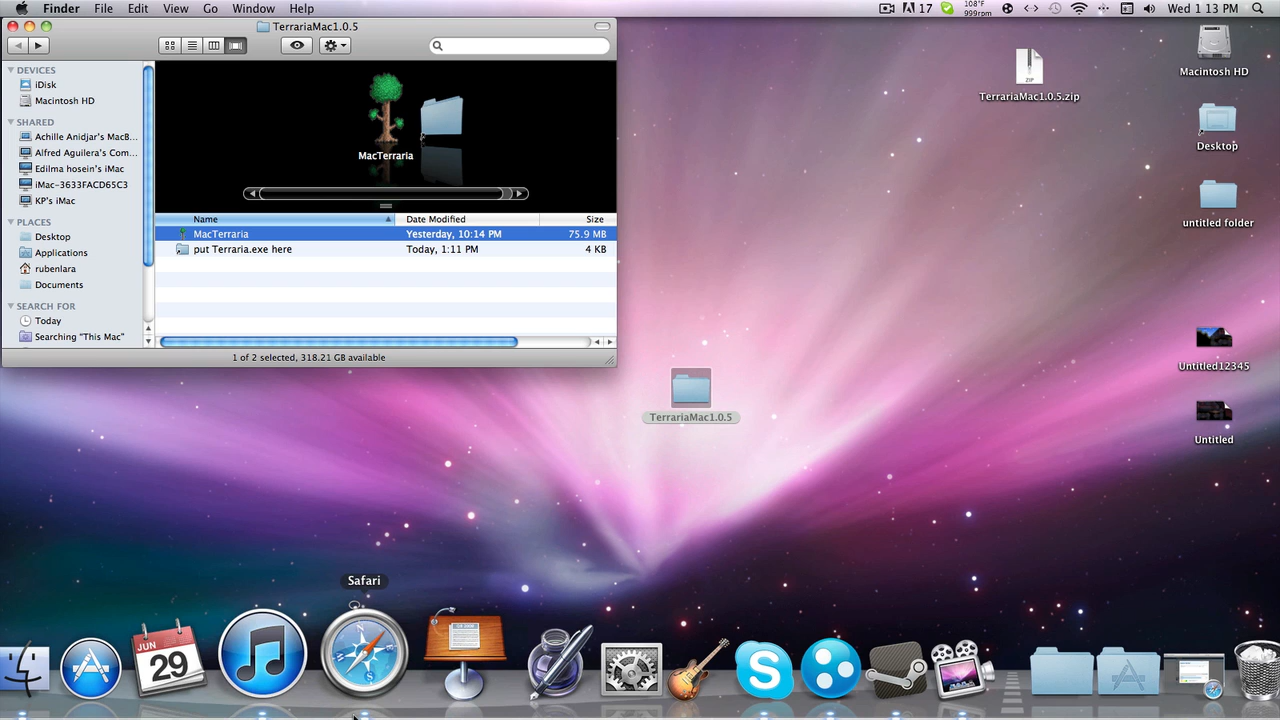 Finder File Edit View Go Window Help
17 108°F 999rpm Wed 1 13 PM
TerrariaMac1.0.5
DEVICES
iDisk
Macintosh HD
SHARED
Achille Anidjar's MacB...
Alfred Aguilera's Com...
Edilma hosein's iMac
iMac-3633FACD65C3
KP's iMac
PLACES
Desktop
Applications
rubenlara
Documents
SEARCH FOR
Today
Searching "This Mac"
MacTerraria
Name Date Modified Size
MacTerraria Yesterday, 10:14 PM 75.9 MB
put Terraria.exe here Today, 1:11 PM 4 KB
1 of 2 selected, 318.21 GB available
ZIP
TerrariaMac1.0.5.zip
Macintosh HD
Desktop
untitled folder
Untitled12345
Untitled
TerrariaMac1.0.5
Safari
JUN
29